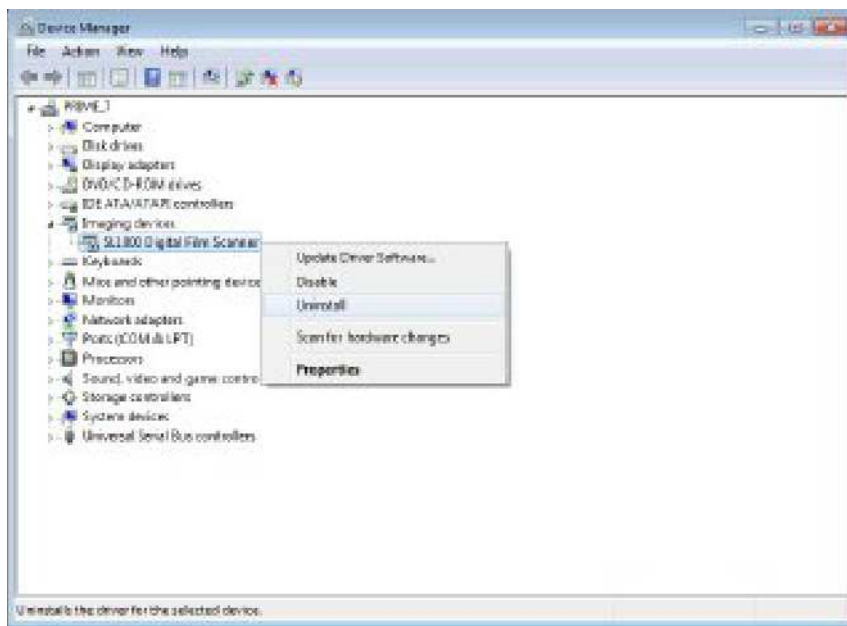 Device Manager
File Action View Help
PRIME_T
Computer
Disk drives
Display adapters
DVD/CD-ROM drives
IDE ATA/ATAPI controllers
Imaging devices
Digital Film Scanner
Keyboards
Mice and other pointing device
Monitors
Network adapters
Ports (COM & LPT)
Processors
Sound, video and game contro
Storage controllers
System devices
Universal Serial Bus controllers
Update Driver Software...
Disable
Uninstall
Scan for hardware changes
Properties
Uninstalls the driver for the selected device.